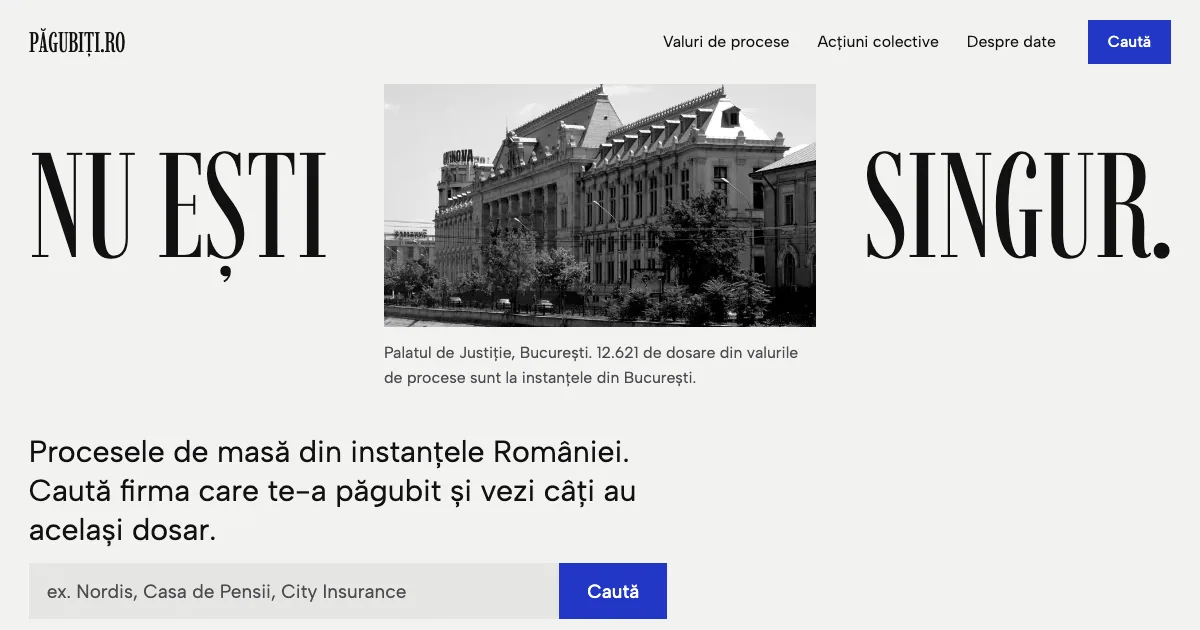 PĂGUBIȚI.RO
Valuri de procese
Acțiuni colective
Despre date
Caută
NU EȘTI
SINGUR.
Palatul de Justiție, București. 12.621 de dosare din valurile
de procese sunt la instanțele din București.
Procesele de masă din instanțele României.
Caută firma care te-a păgubit și vezi câți au
același dosar.
ex. Nordis, Casa de Pensii, City Insurance
Caută